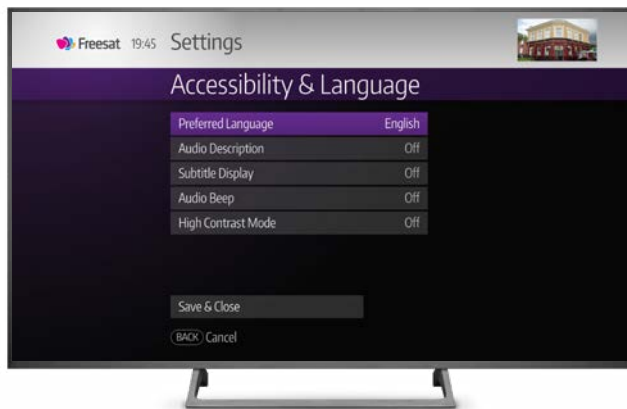 Freesat 19:45 Settings
Accessibility & Language
Preferred Language English
Audio Description Off
Subtitle Display Off
Audio Beep Off
High Contrast Mode Off
Save & Close
BACK Cancel